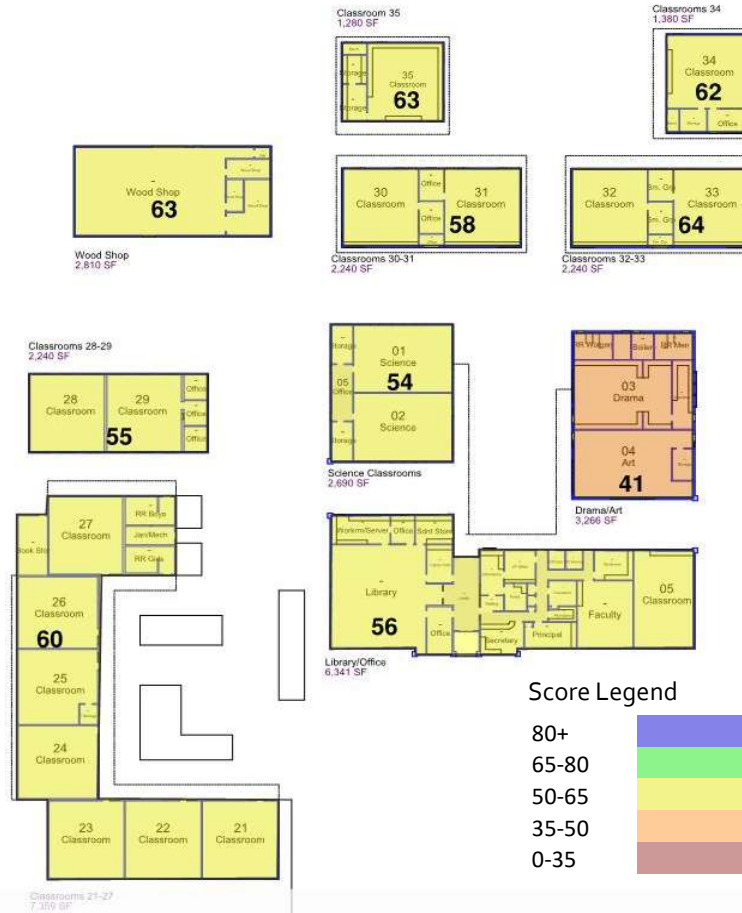 Classroom 35
1,280 SF
Classrooms 34
1,380 SF
35
Classroom
63
Storage
Storage
34
Classroom
62
Office
Wood Shop
63
Wood Shop
2,810 SF
30
Classroom
Office
Office
31
Classroom
58
Classrooms 30-31
2,240 SF
32
Classroom
33
Classroom
64
Classrooms 32-33
2,240 SF
Classrooms 28-29
2,240 SF
28
Classroom
29
Classroom
55
Office
Office
Office
Storage
01
Science
54
05
Office
02
Science
Storage
Science Classrooms
2,690 SF
RR Women
Boiler
RR Men
03
Drama
04
Art
41
Drama/Art
3,266 SF
27
Classroom
RR Boys
Jan/Mech
RR Girls
26
Classroom
60
25
Classroom
24
Classroom
23
Classroom
22
Classroom
21
Classroom
Classrooms 21-27
7,359 SF
Workrm/Server
Office
Library
56
Office
Secretary
Principal
Faculty
05
Classroom
Library/Office
6,341 SF
Score Legend
80+
65-80
50-65
35-50
0-35